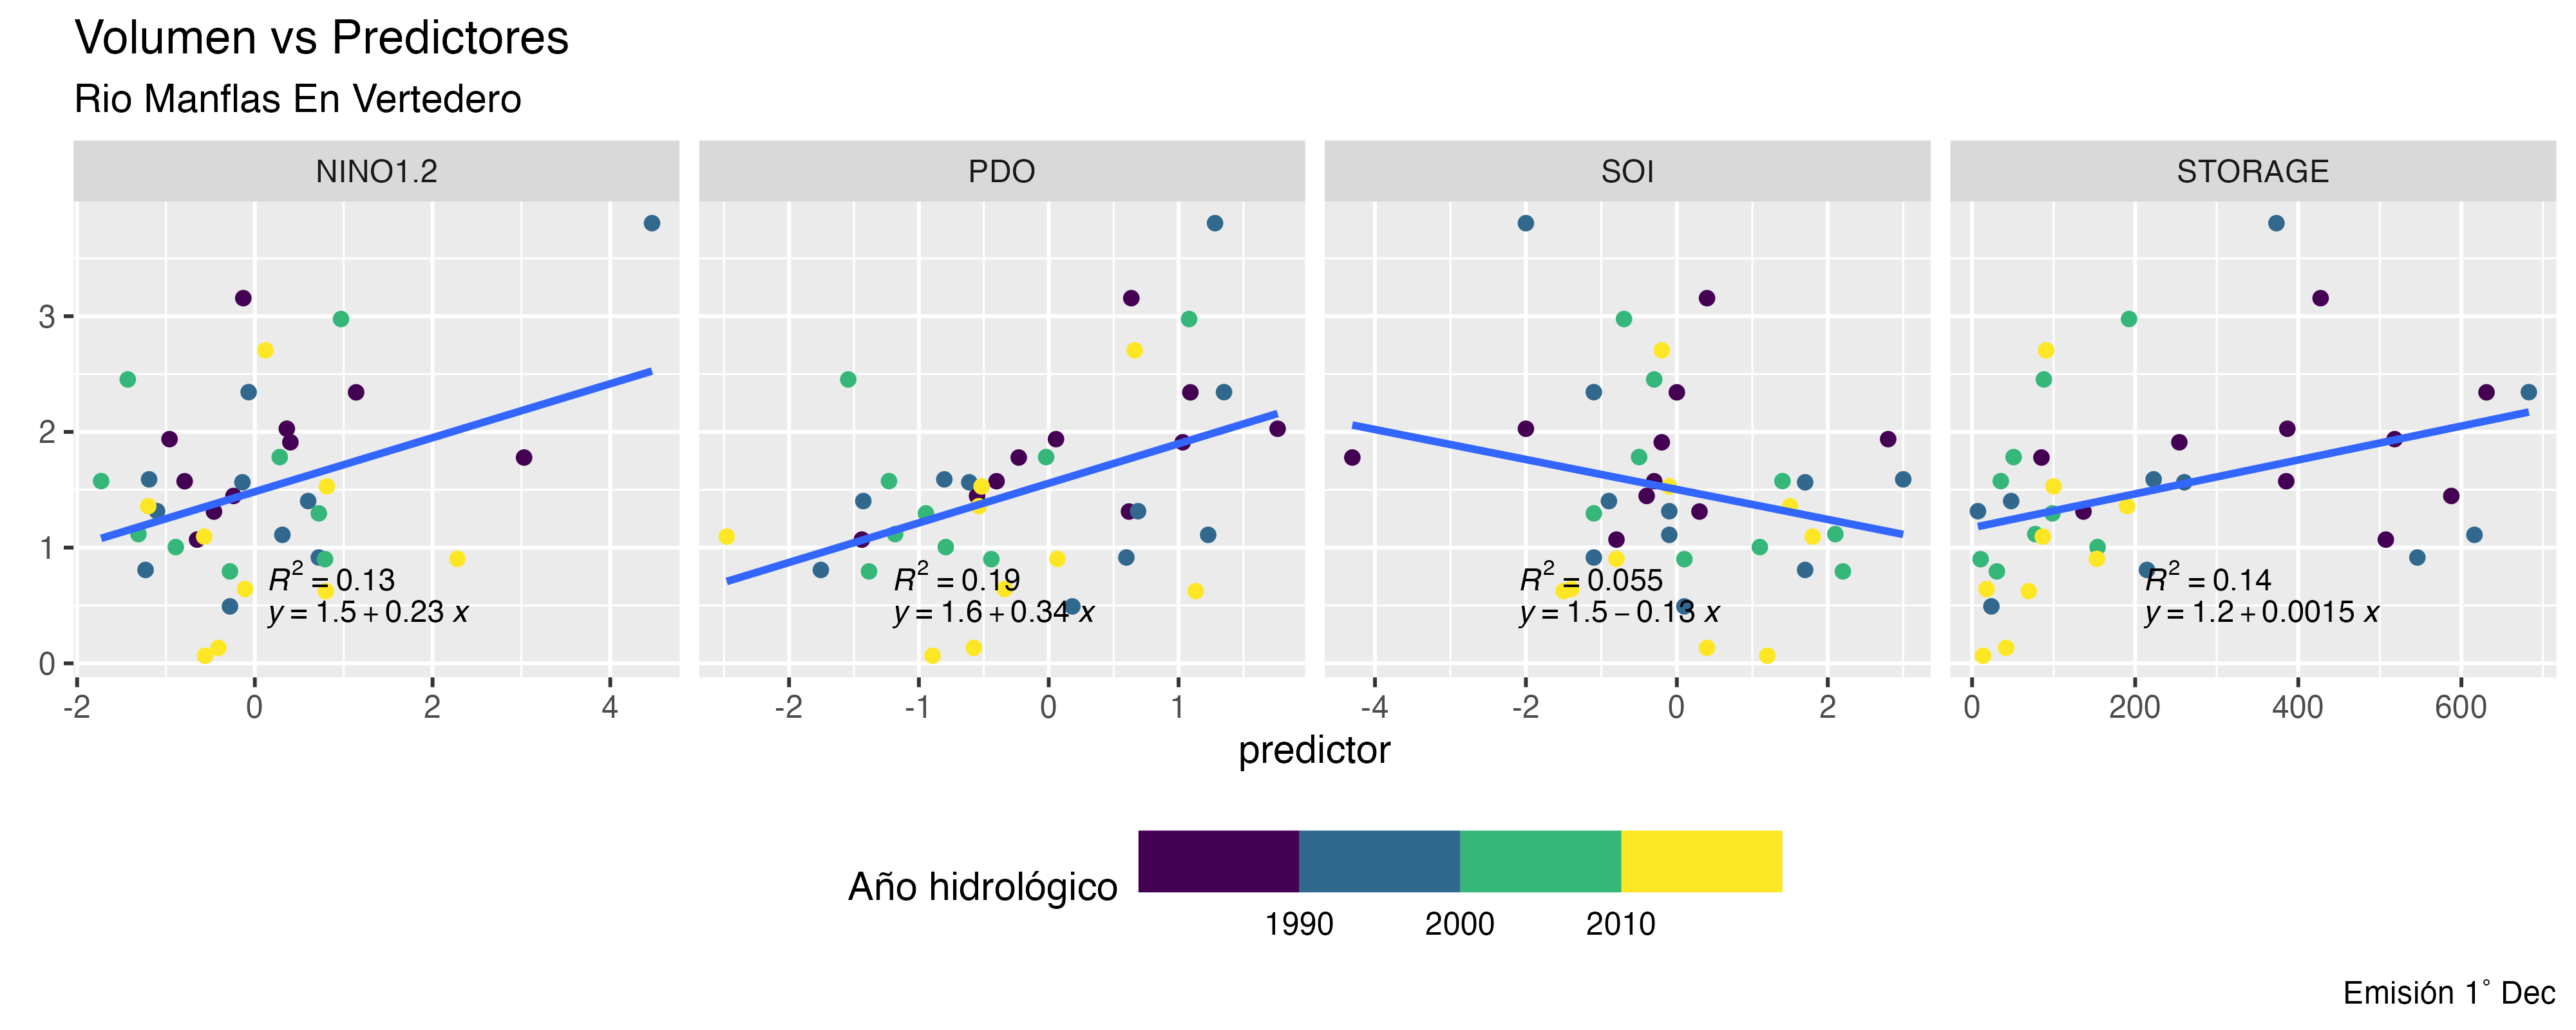 Volumen vs Predictores
Rio Manflas En Vertedero
NINO1.2 PDO SOI STORAGE
3
2
1
0
R² = 0.13 R² = 0.19 R² = 0.055 R² = 0.14
y = 1.5 + 0.23 x y = 1.6 + 0.34 x y = 1.5 − 0.13 x y = 1.2 + 0.0015 x
-2 0 2 4 -2 -1 0 1 -4 -2 0 2 0 200 400 600
predictor
Año hidrológico
1990 2000 2010
Emisión 1° Dec